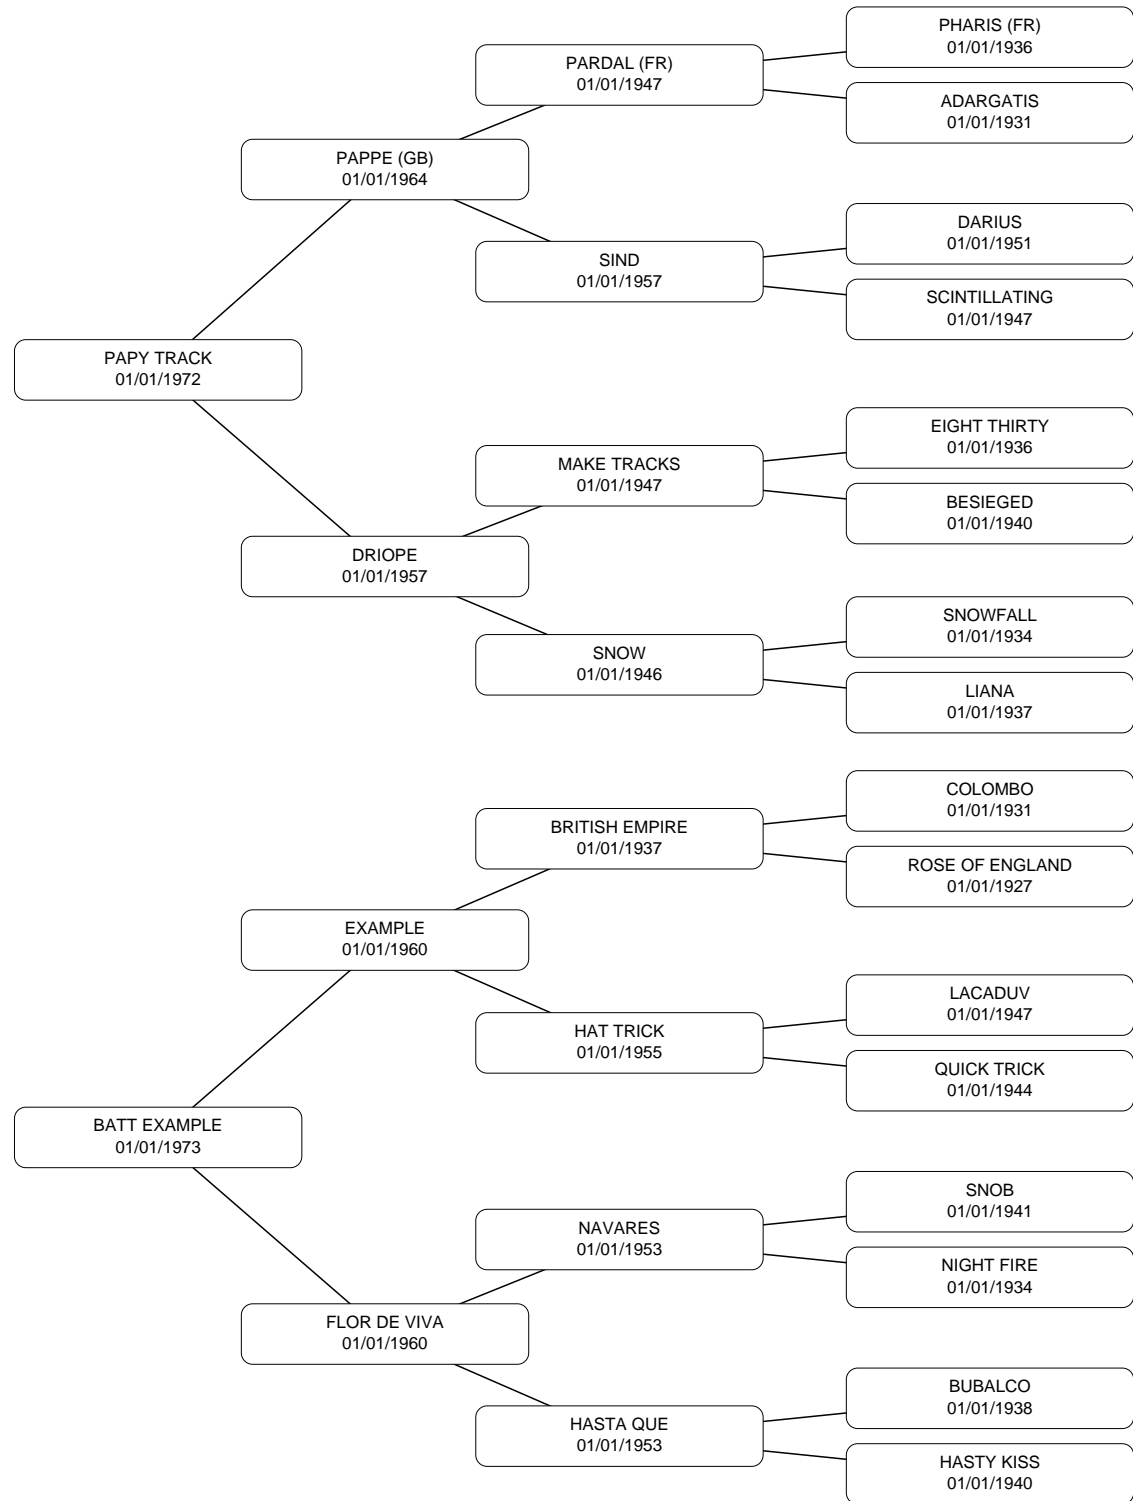 PHARIS (FR)
01/01/1936
PARDAL (FR)
01/01/1947
ADARGATIS
01/01/1931
PAPPE (GB)
01/01/1964
DARIUS
01/01/1951
SIND
01/01/1957
SCINTILLATING
01/01/1947
PAPY TRACK
01/01/1972
EIGHT THIRTY
01/01/1936
MAKE TRACKS
01/01/1947
BESIEGED
01/01/1940
DRIOPE
01/01/1957
SNOWFALL
01/01/1934
SNOW
01/01/1946
LIANA
01/01/1937
COLOMBO
01/01/1931
BRITISH EMPIRE
01/01/1937
ROSE OF ENGLAND
01/01/1927
EXAMPLE
01/01/1960
LACADUV
01/01/1947
HAT TRICK
01/01/1955
QUICK TRICK
01/01/1944
BATT EXAMPLE
01/01/1973
SNOB
01/01/1941
NAVARES
01/01/1953
NIGHT FIRE
01/01/1934
FLOR DE VIVA
01/01/1960
BUBALCO
01/01/1938
HASTA QUE
01/01/1953
HASTY KISS
01/01/1940